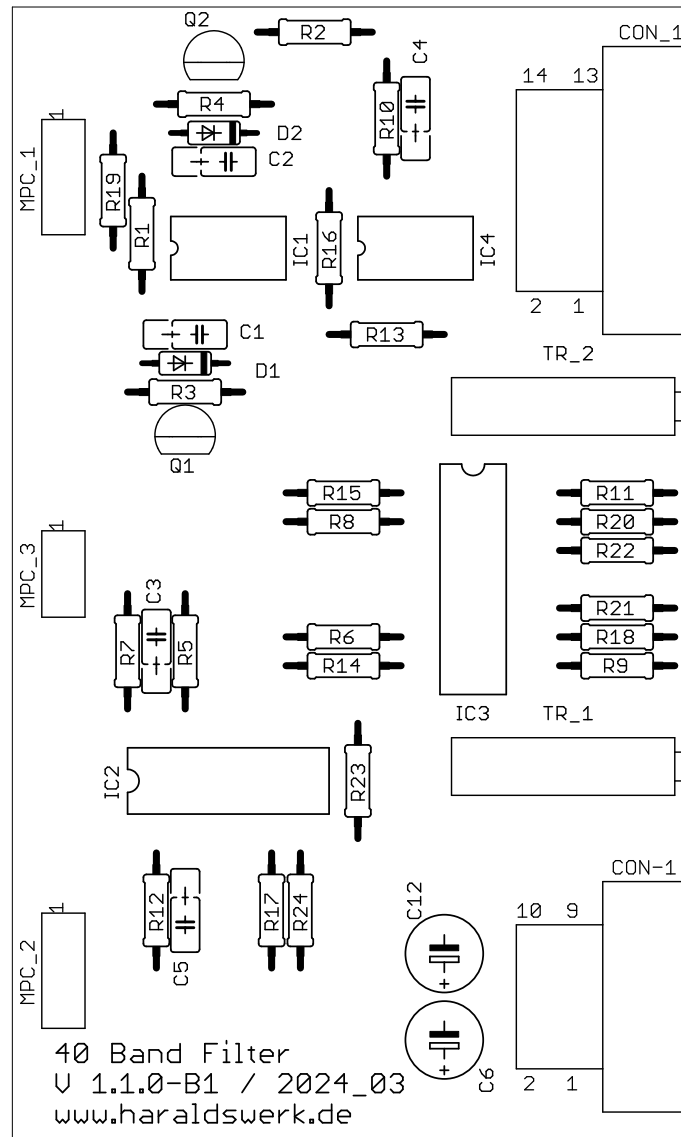 Q2
R2
CON_1
C4
14 13
R4
R10
D2
1
C2
MPC_1
R19
R1
IC1
R16
IC4
2 1
C1
R13
TR_2
D1
R3
Q1
R15
R11
R8
R20
1
R22
MPC_3
C3
R21
R7
R5
R6
R18
R14
R9
IC3
TR_1
IC2
R23
CON-1
C12
1
R12
R17
R24
10 9
MPC_2
C5
C6
2 1
40 Band Filter
V 1.1.0-B1 / 2024_03
www.haraldswerk.de